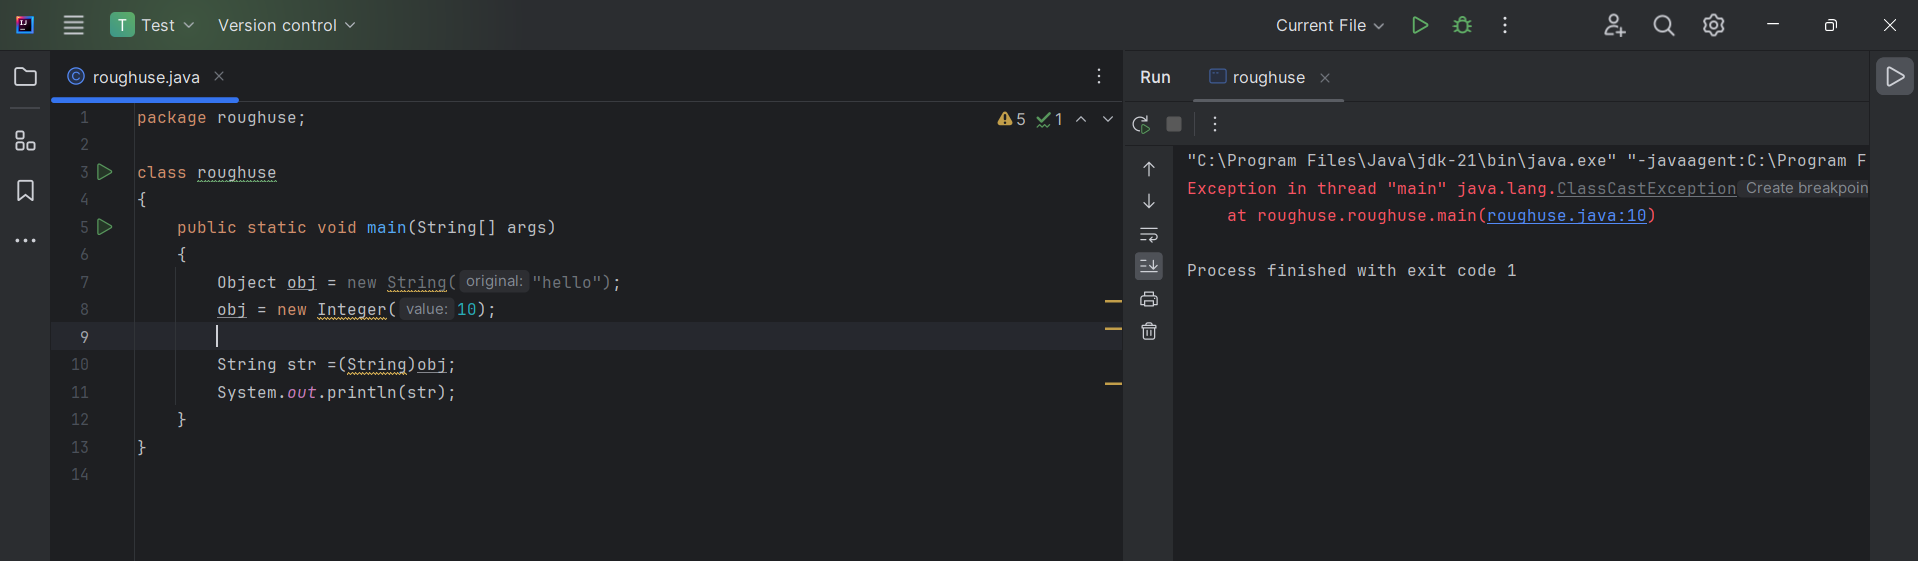 T Test Version control Current File
roughuse.java Run roughuse
5 1
1 package roughuse;
2
3 class roughuse
4 {
5 public static void main(String[] args)
6 {
7 Object obj = new String( original: "hello");
8 obj = new Integer( value: 10);
9
10 String str =(String)obj;
11 System.out.println(str);
12 }
13 }
14
"C:\Program Files\Java\jdk-21\bin\java.exe" "-javaagent:C:\Program F
Exception in thread "main" java.lang.ClassCastException Create breakpoin
at roughuse.roughuse.main(roughuse.java:10)
Process finished with exit code 1